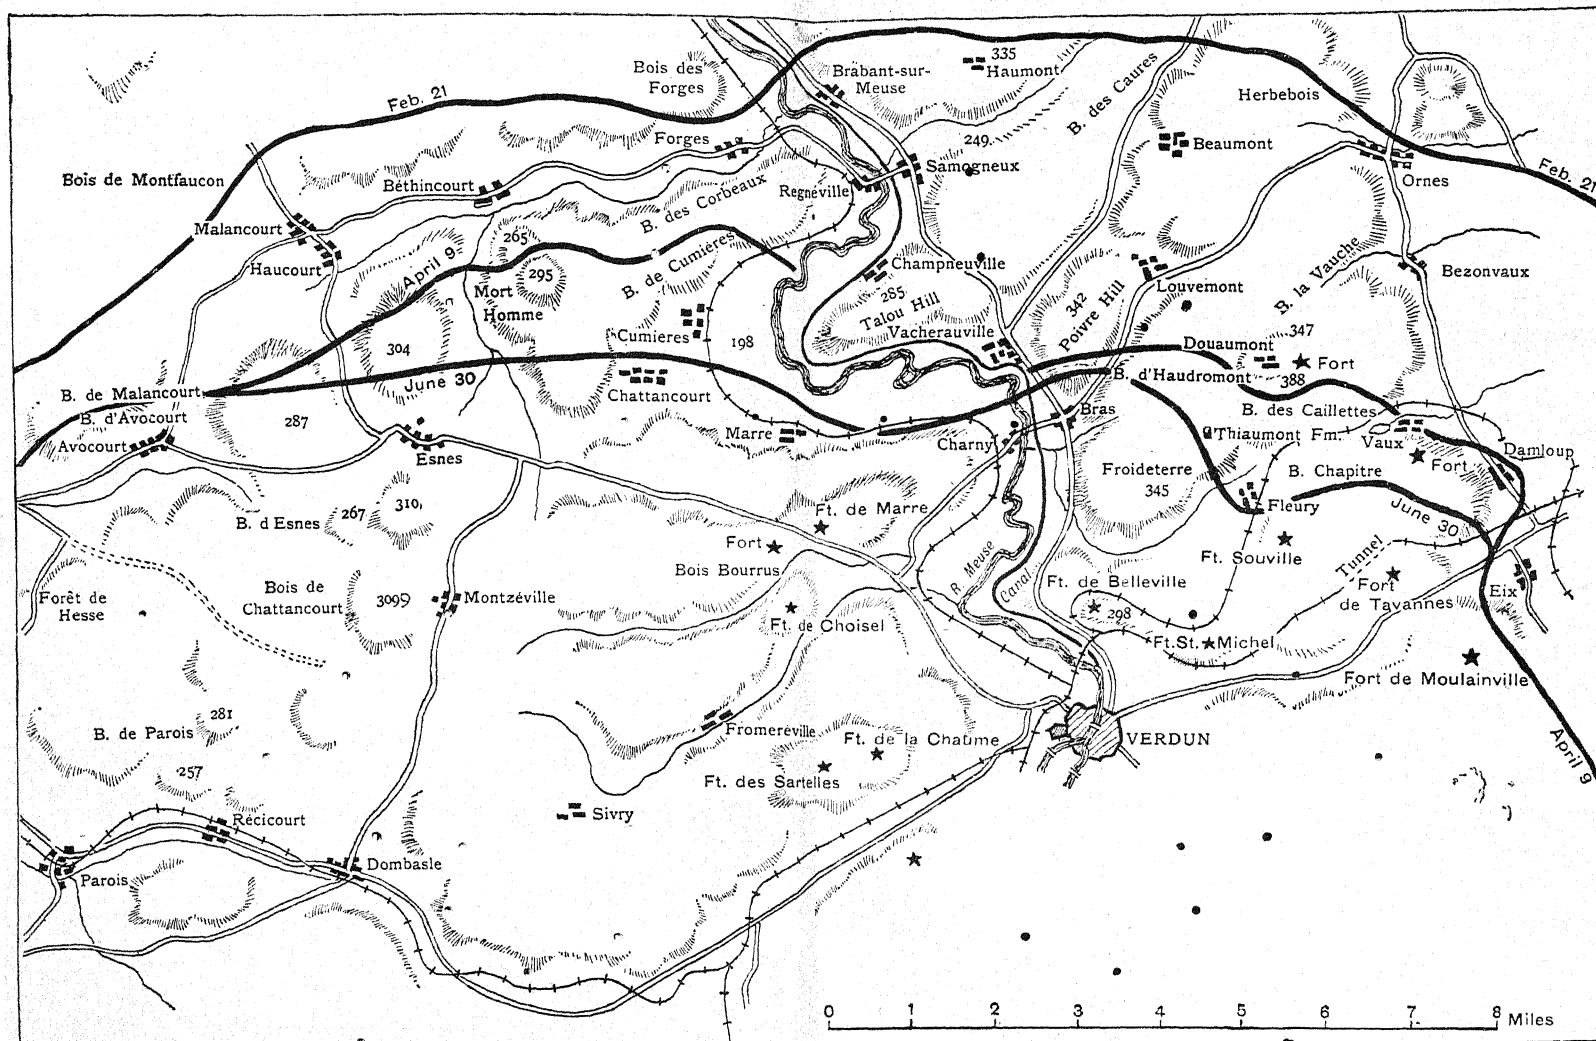 Feb. 21
Bois des
Forges
Brabant-sur-
Meuse
335
Haumont
B. des Caures
Herbebois
249.
Beaumont
Forges
Samogneux
Ornes
Feb. 21
Bois de Montfaucon
Béthincourt
Regnéville
B. des Corbeaux
Malancourt
Haucourt
April 9
265
295
Mort
Homme
B. de Cumières
Champneuville
285
Talou Hill
Vacherauville
342
Poivre Hill
Louvemont
B. la Vauche
Bezonvaux
Cumieres
198
304
June 30
Chattancourt
Douaumont
347
Fort
388
B. d'Haudromont
B. des Caillettes
B. de Malancourt
B. d'Avocourt
Avocourt
287
Esnes
Marre
Charny
Bras
Thiaumont Fm.
Vaux
Fort
Damloup
Froideterre
345
B. Chapitre
Fleury
June 30
B. d Esnes
267
310
Ft. de Marre
Fort
Bois Bourrus
R. Meuse
Canal
Ft. Souville
Tunnel
Ft. de Belleville
298
Fort
de Tavannes
Eix
Forêt de
Hesse
Bois de
Chattancourt
309
Montzéville
Ft. de Choisel
Ft. St. Michel
Fort de Moulainville
281
B. de Parois
257
Fromeréville
Ft. de la Chaume
Ft. des Sartelles
VERDUN
April 9
Sivry
Récicourt
Dombasle
Parois
0 1 2 3 4 5 6 7 8 Miles